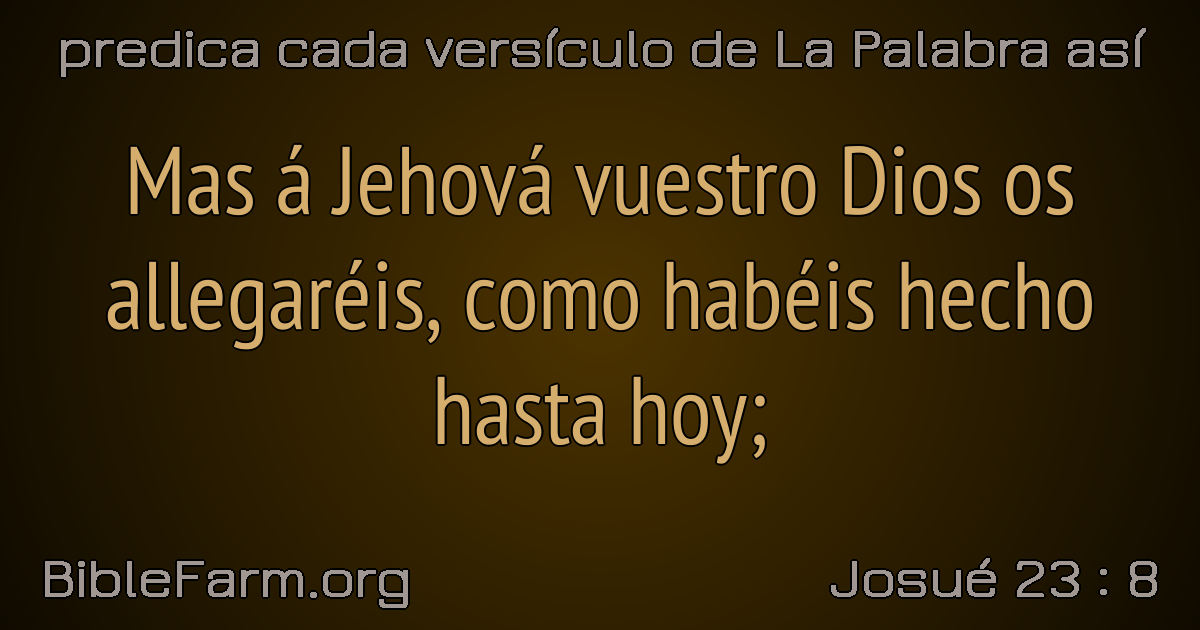 predica cada versículo de La Palabra así
Mas á Jehová vuestro Dios os
allegaréis, como habéis hecho
hasta hoy;
BibleFarm.org
Josué 23 : 8